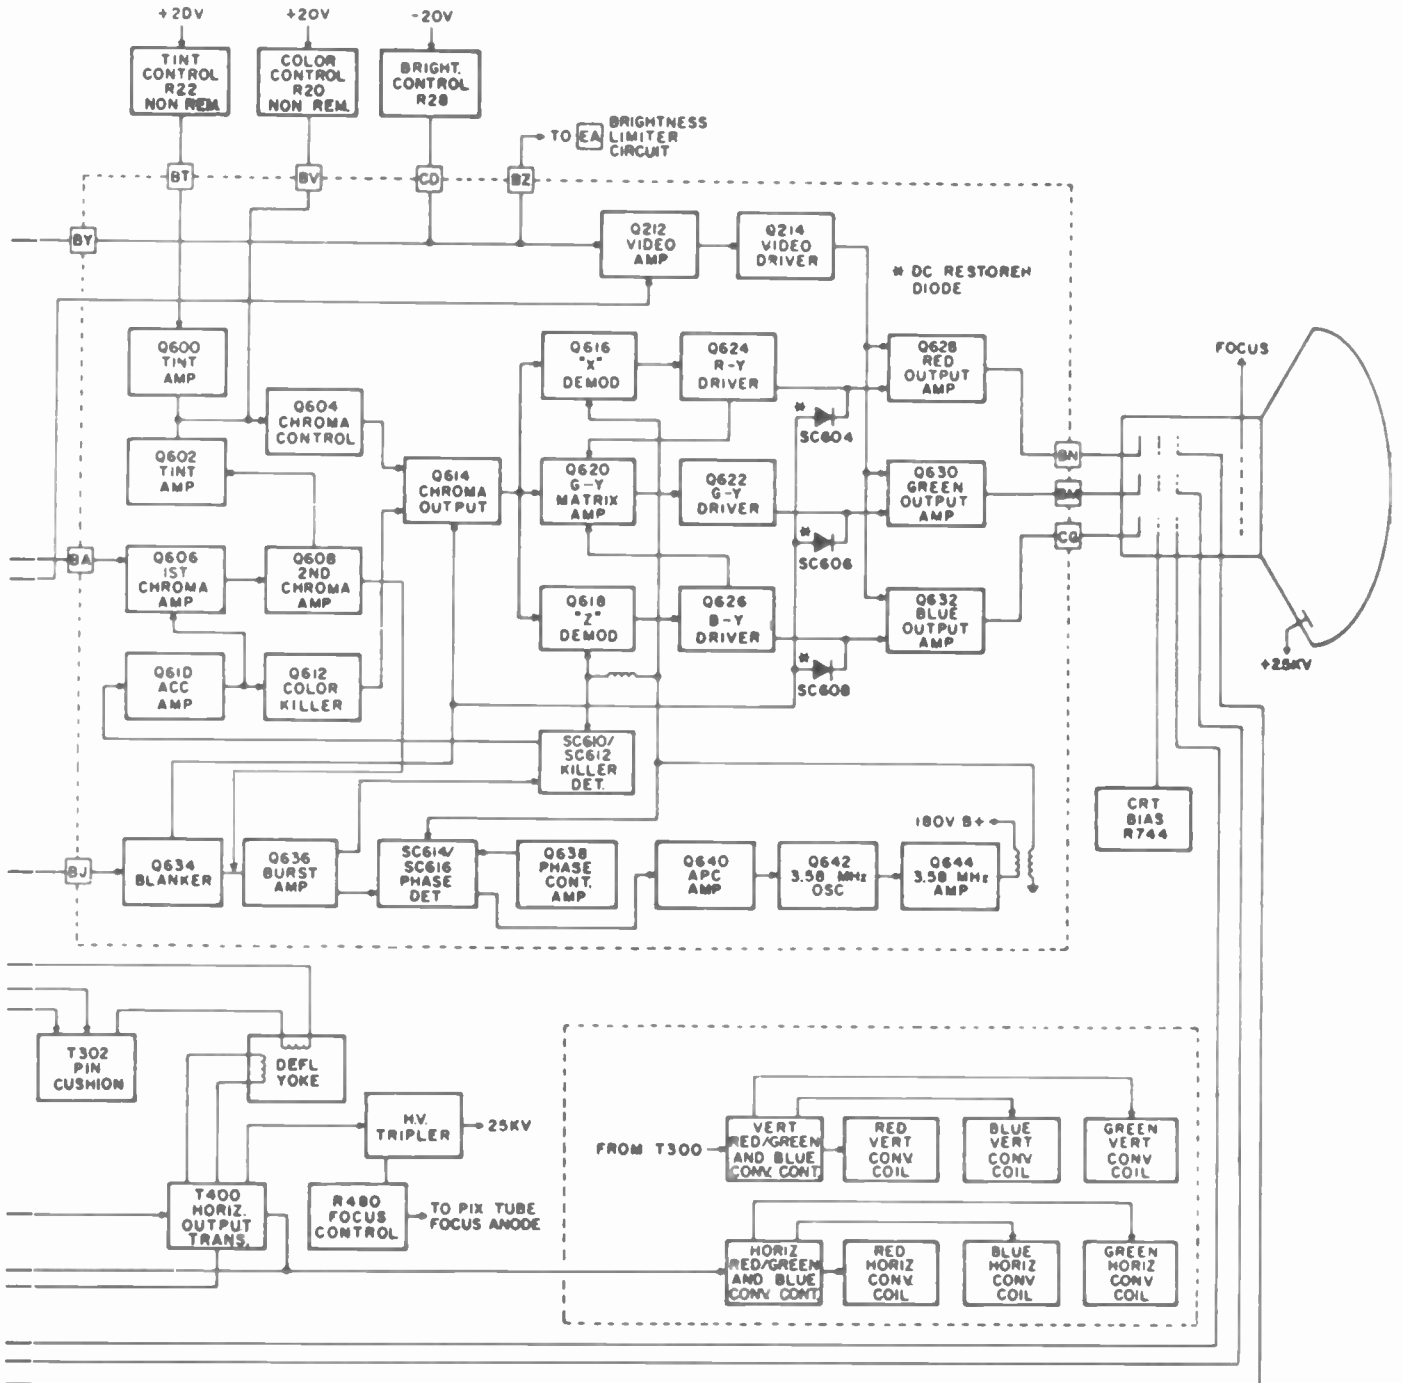 +20V
+20V
-20V
TINT
CONTROL
R22
NON REM.
COLOR
CONTROL
R20
NON REM.
BRIGHT.
CONTROL
R28
TO EA BRIGHTNESS
LIMITER
CIRCUIT
BT
BV
CD
BZ
BY
Q212
VIDEO
AMP
Q214
VIDEO
DRIVER
* DC RESTORER
DIODE
Q600
TINT
AMP
Q616
"X"
DEMOD
Q624
R-Y
DRIVER
Q628
RED
OUTPUT
AMP
FOCUS
Q604
CHROMA
CONTROL
*
SC604
Q602
TINT
AMP
Q614
CHROMA
OUTPUT
Q620
G-Y
MATRIX
AMP
Q622
G-Y
DRIVER
Q630
GREEN
OUTPUT
AMP
BN
BM
CG
*
SC606
BA
Q606
1ST
CHROMA
AMP
Q608
2ND
CHROMA
AMP
Q618
"Z"
DEMOD
Q626
B-Y
DRIVER
Q632
BLUE
OUTPUT
AMP
*
SC608
+25KV
Q610
ACC
AMP
Q612
COLOR
KILLER
SC610/
SC612
KILLER
DET.
CRT
BIAS
R744
180V B+
BJ
Q634
BLANKER
Q636
BURST
AMP
SC614/
SC616
PHASE
DET
Q638
PHASE
CONT.
AMP
Q640
APC
AMP
Q642
3.58 MHz
OSC
Q644
3.58 MHz
AMP
T302
PIN
CUSHION
DEFL
YOKE
H.V.
TRIPLER
25KV
T400
HORIZ.
OUTPUT
TRANS.
R480
FOCUS
CONTROL
TO PIX TUBE
FOCUS ANODE
FROM T300
VERT
RED/GREEN
AND BLUE
CONV. CONT.
RED
VERT
CONV
COIL
BLUE
VERT
CONV
COIL
GREEN
VERT
CONV
COIL
HORIZ
RED/GREEN
AND BLUE
CONV. CONT.
RED
HORIZ
CONV.
COIL
BLUE
HORIZ
CONV
COIL
GREEN
HORIZ
CONV
COIL